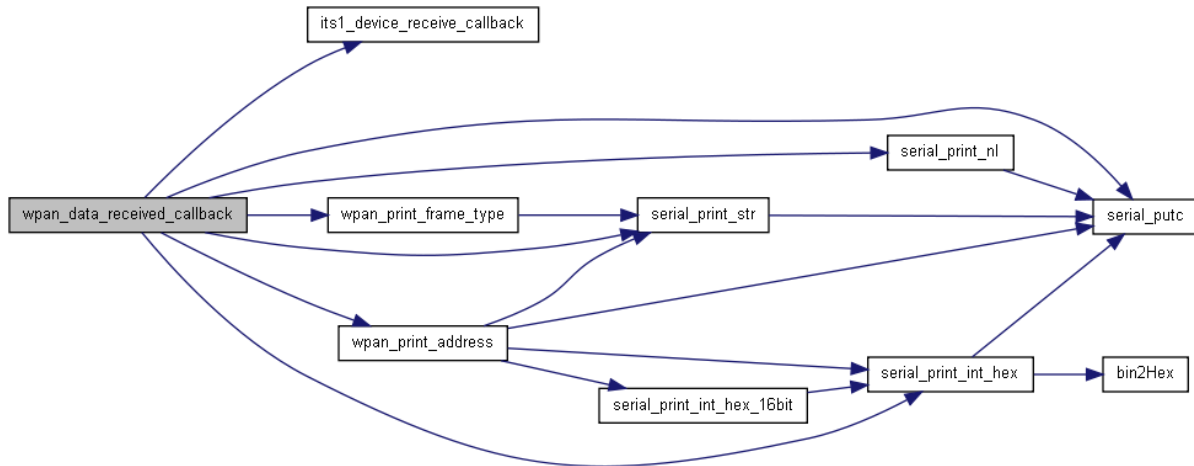 its1_device_receive_callback
serial_print_nl
wpan_data_received_callback
wpan_print_frame_type
serial_print_str
serial_putc
wpan_print_address
serial_print_int_hex
bin2Hex
serial_print_int_hex_16bit